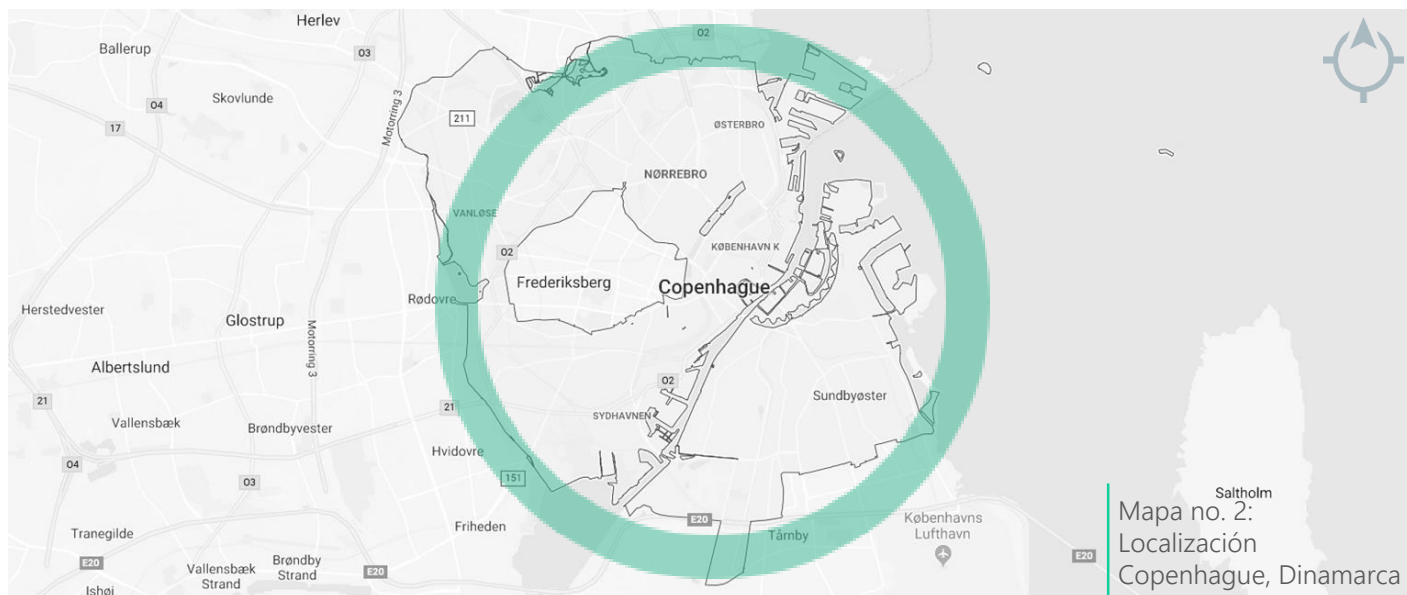 Herlev
O2
Ballerup
O3
Skovlunde
O4
211
17
Motorring 3
ØSTERBRO
NØRREBRO
VANLØSE
KØBENHAVN K
O2
Frederiksberg
Copenhague
Rødovre
Herstedvester
Glostrup
Motorring 3
Albertslund
O2
Sundbyøster
21
21
SYDHAVNEN
Vallensbæk
Brøndbyvester
Hvidovre
O4
O3
151
Saltholm
Friheden
E20
Københavns
Lufthavn
Tranegilde
Tårnby
E20
E20
Brøndby
Strand
Vallensbæk
Strand
E20
Ishøj
Mapa no. 2:
Localización
Copenhague, Dinamarca